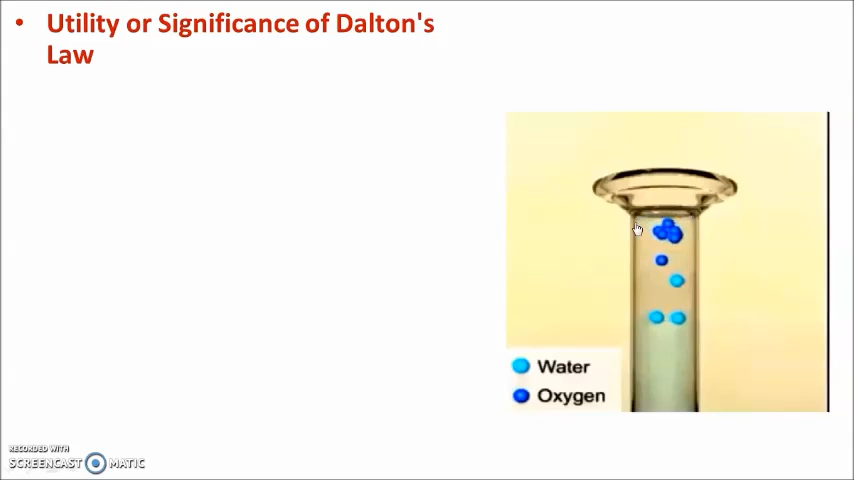 • Utility or Significance of Dalton's
Law
Water
Oxygen
RECORDED WITH
SCREENCAST MATIC